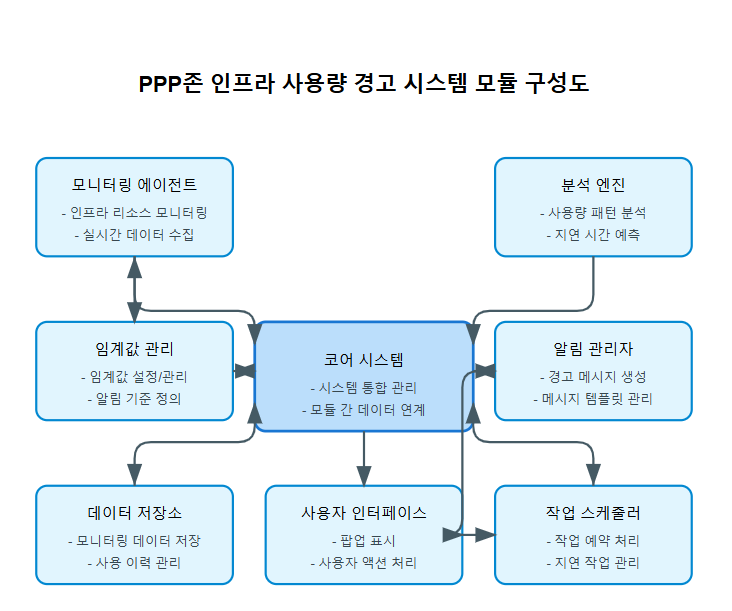 PPP존 인프라 사용량 경고 시스템 모듈 구성도
모니터링 에이전트
- 인프라 리소스 모니터링
- 실시간 데이터 수집
분석 엔진
- 사용량 패턴 분석
- 지연 시간 예측
임계값 관리
- 임계값 설정/관리
- 알림 기준 정의
코어 시스템
- 시스템 통합 관리
- 모듈 간 데이터 연계
알림 관리자
- 경고 메시지 생성
- 메시지 템플릿 관리
데이터 저장소
- 모니터링 데이터 저장
- 사용 이력 관리
사용자 인터페이스
- 팝업 표시
- 사용자 액션 처리
작업 스케줄러
- 작업 예약 처리
- 지연 작업 관리